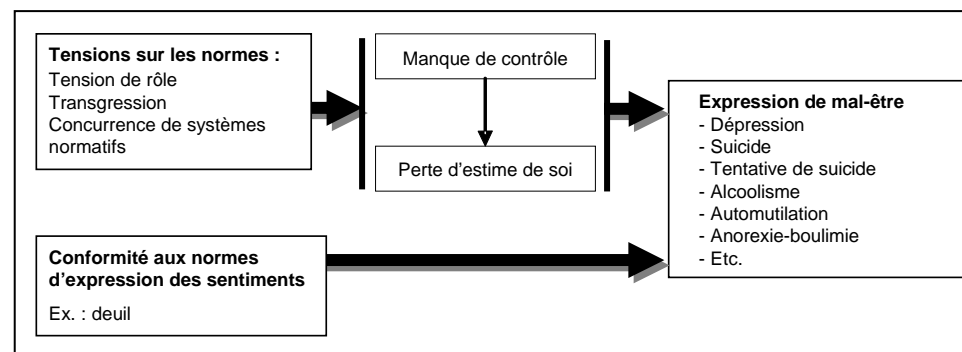 Tensions sur les normes :
Tension de rôle
Transgression
Concurrence de systèmes
normatifs
Manque de contrôle
Perte d'estime de soi
Expression de mal-être
- Dépression
- Suicide
- Tentative de suicide
- Alcoolisme
- Automutilation
- Anorexie-boulimie
- Etc.
Conformité aux normes
d'expression des sentiments
Ex. : deuil